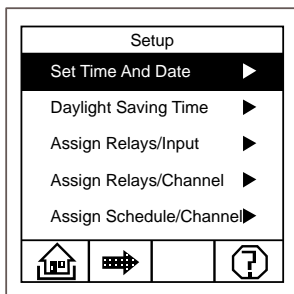 Setup
Set Time And Date
Daylight Saving Time
Assign Relays/Input
Assign Relays/Channel
Assign Schedule/Channel
?